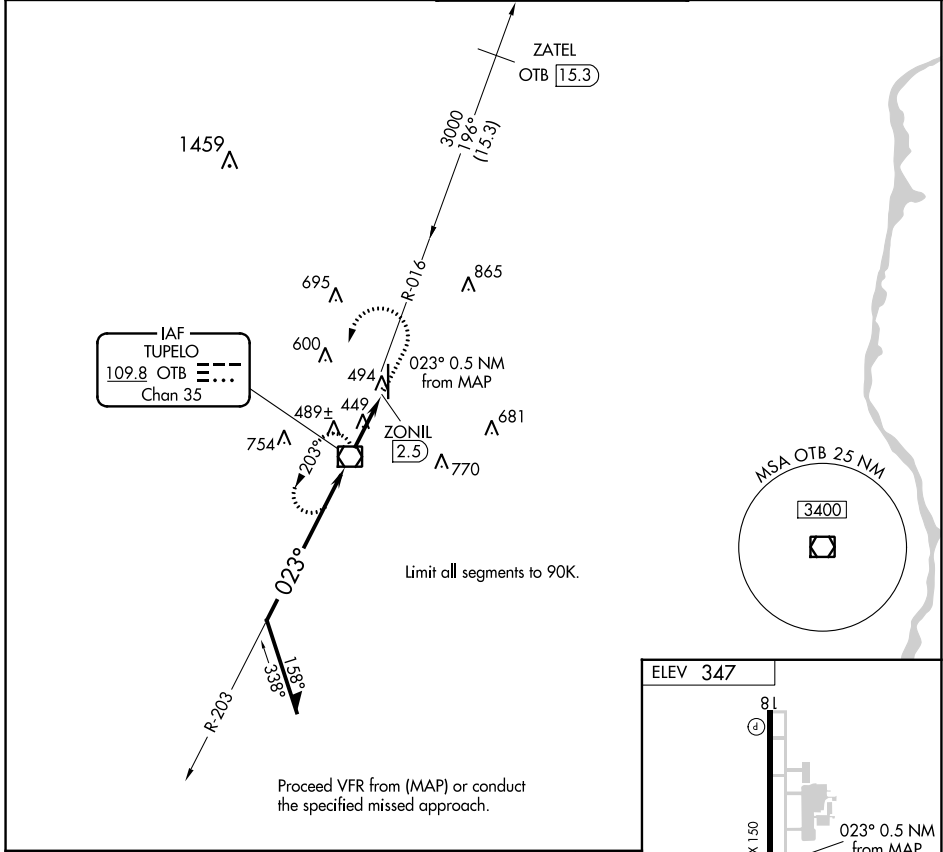 ZATEL
OTB 15.3
3000
196°
(15.3)
1459
R-016
695
865
IAF
TUPELO
109.8 OTB
Chan 35
600
494
023° 0.5 NM
from MAP
489±
449
754
203°
ZONIL
2.5
681
770
MSA OTB 25 NM
3400
023°
Limit all segments to 90K.
158°
338°
R-203
Proceed VFR from (MAP) or conduct
the specified missed approach.
ELEV 347
18
P
X 150
023° 0.5 NM
from MAP